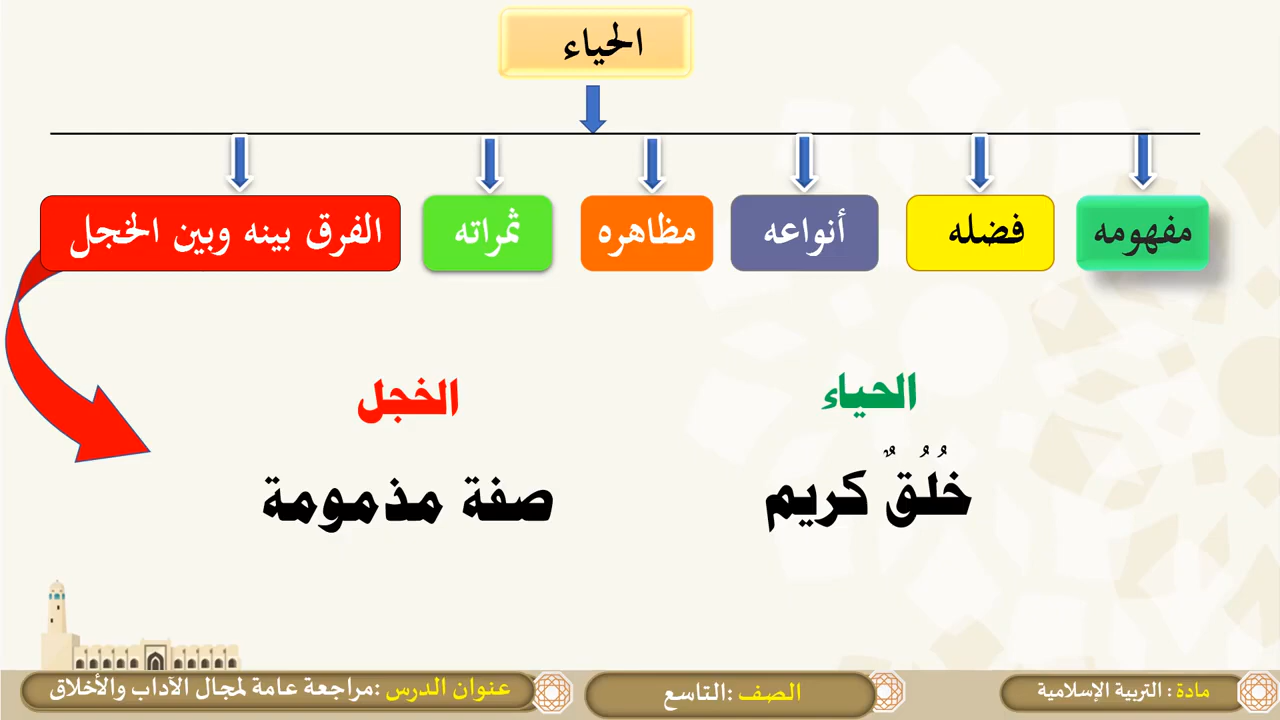 الحياء
مفهومه فضله أنواعه مظاهره ثمراته الفرق بينه وبين الخجل
الحياء الخجل
خُلُقٌ كريم صفة مذمومة
مادة : التربية الإسلامية الصف :التاسع عنوان الدرس :مراجعة عامة لمجال الآداب والأخلاق